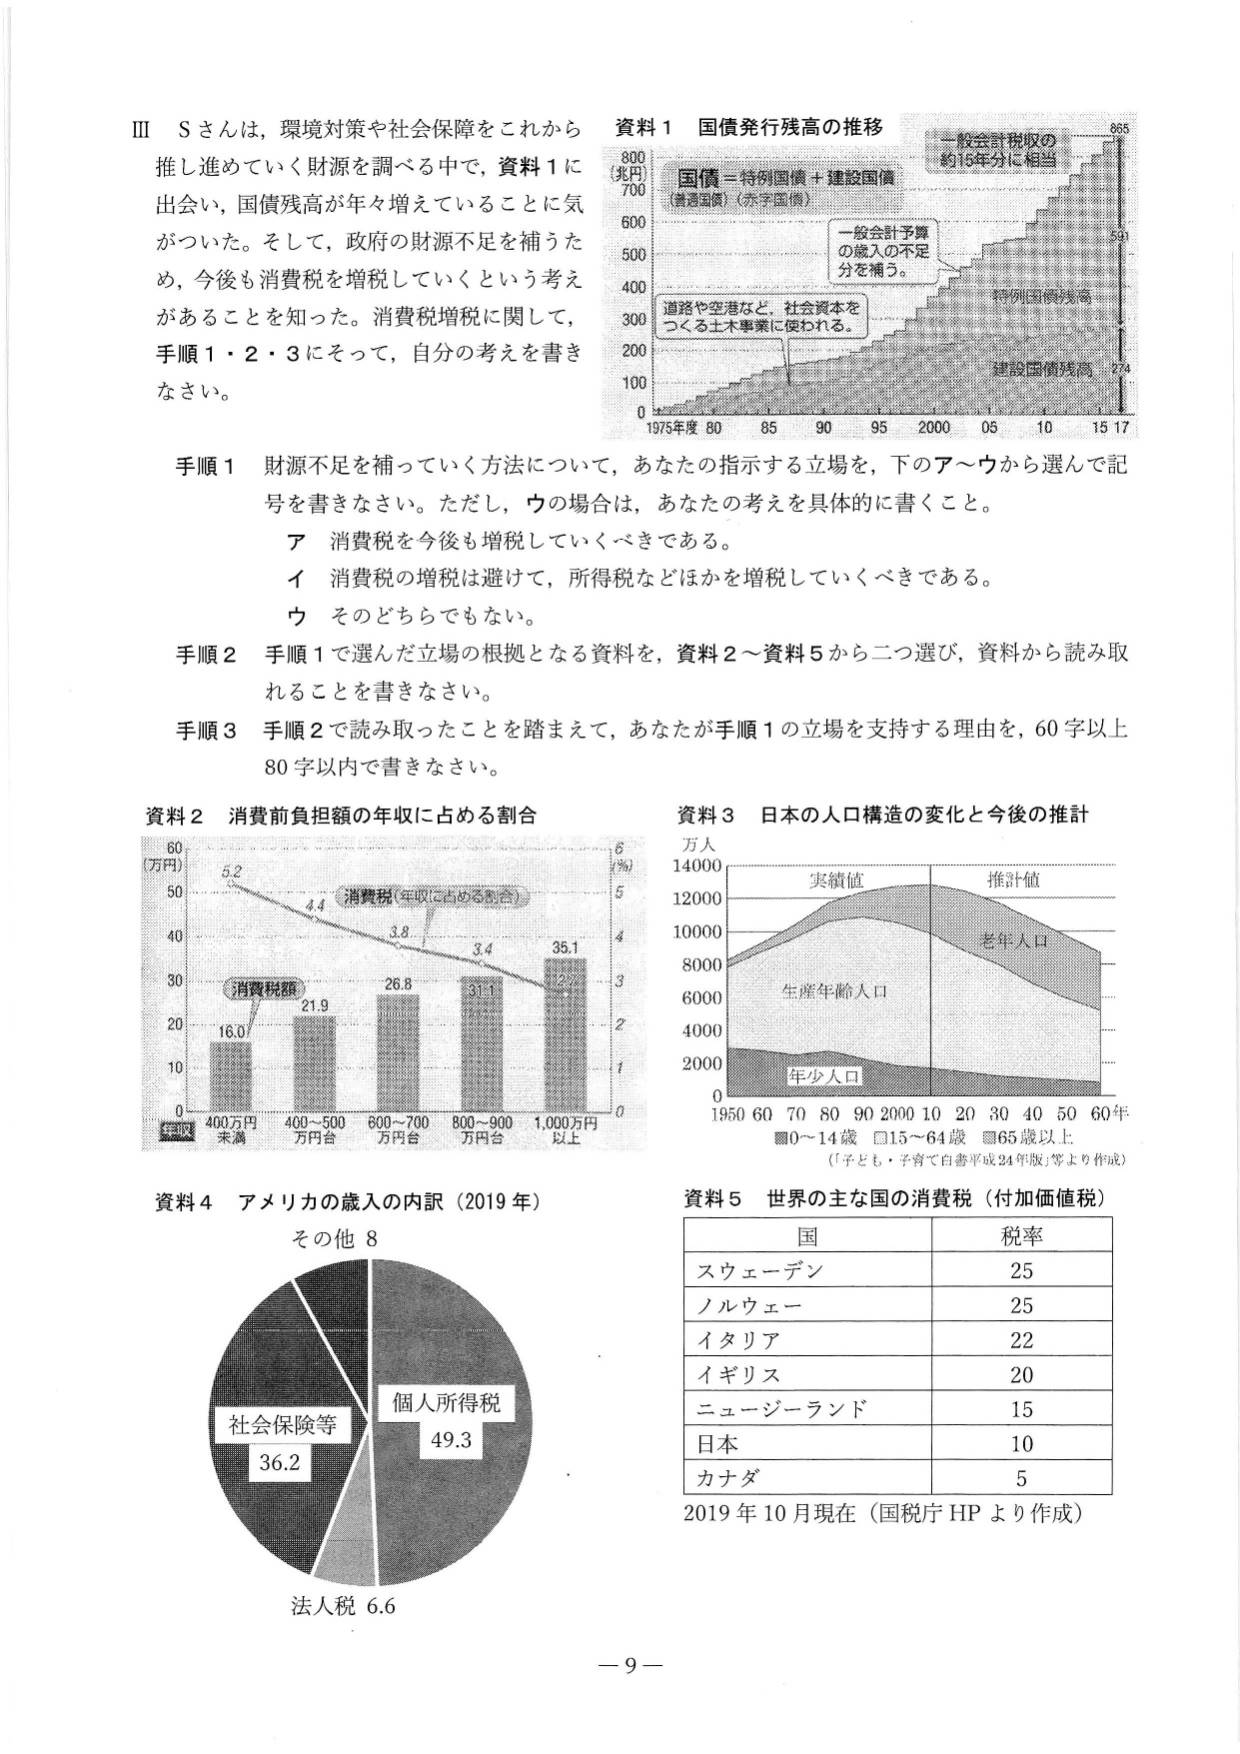 Ⅲ　Sさんは，環境対策や社会保障をこれから
推し進めていく財源を調べる中で，資料1に
出会い，国債残高が年々増えていることに気
がついた。そして，政府の財源不足を補うた
め，今後も消費税を増税していくという考え
があることを知った。消費税増税に関して，
手順1・2・3にそって，自分の考えを書き
なさい。
資料1　国債発行残高の推移
800
(兆円)
700
600
500
400
300
200
100
0
国債＝特例国債＋建設国債
(普通国債)（赤字国債）
一般会計税収の
約15年分に相当
865
一般会計予算
の歳入の不足
分を補う。
591
特例国債残高
道路や空港など，社会資本を
つくる土木事業に使われる。
建設国債残高
274
1975年度 80 85 90 95 2000 05 10 15 17
手順1　財源不足を補っていく方法について，あなたの指示する立場を，下のア〜ウから選んで記
号を書きなさい。ただし，ウの場合は，あなたの考えを具体的に書くこと。
ア　消費税を今後も増税していくべきである。
イ　消費税の増税は避けて，所得税などほかを増税していくべきである。
ウ　そのどちらでもない。
手順2　手順1で選んだ立場の根拠となる資料を，資料2〜資料5から二つ選び，資料から読み取
れることを書きなさい。
手順3　手順2で読み取ったことを踏まえて，あなたが手順1の立場を支持する理由を，60字以上
80字以内で書きなさい。
資料2　消費前負担額の年収に占める割合
60
(万円)
50
40
30
20
10
0
6
(%)
5
4
3
2
1
0
5.2
4.4
3.8
3.4
消費税(年収に占める割合)
消費税額
16.0
21.9
26.8
31.1
35.1
年収
400万円
未満
400〜500
万円台
600〜700
万円台
800〜900
万円台
1,000万円
以上
資料3　日本の人口構造の変化と今後の推計
万人
14000
12000
10000
8000
6000
4000
2000
0
実績値
推計値
老年人口
生産年齢人口
年少人口
1950 60 70 80 90 2000 10 20 30 40 50 60年
0〜14歳 15〜64歳 65歳以上
(「子ども・子育て白書平成24年版」等より作成)
資料4　アメリカの歳入の内訳（2019年）
その他 8
個人所得税
49.3
社会保険等
36.2
法人税 6.6
資料5　世界の主な国の消費税（付加価値税）
国 税率
スウェーデン 25
ノルウェー 25
イタリア 22
イギリス 20
ニュージーランド 15
日本 10
カナダ 5
2019年10月現在（国税庁HPより作成）
― 9 ―